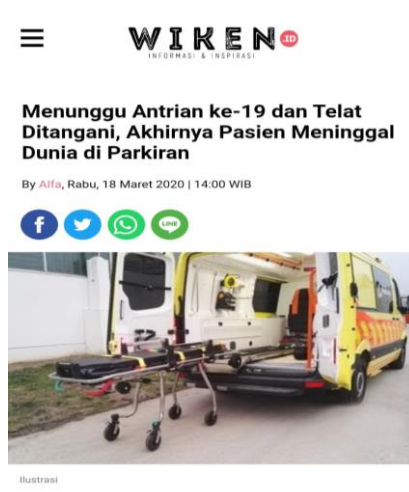 WIKEN.ID
INFORMASI & INSPIRASI
Menunggu Antrian ke-19 dan Telat
Ditangani, Akhirnya Pasien Meninggal
Dunia di Parkiran
By Alfa, Rabu, 18 Maret 2020 | 14:00 WIB
LINE
Ilustrasi